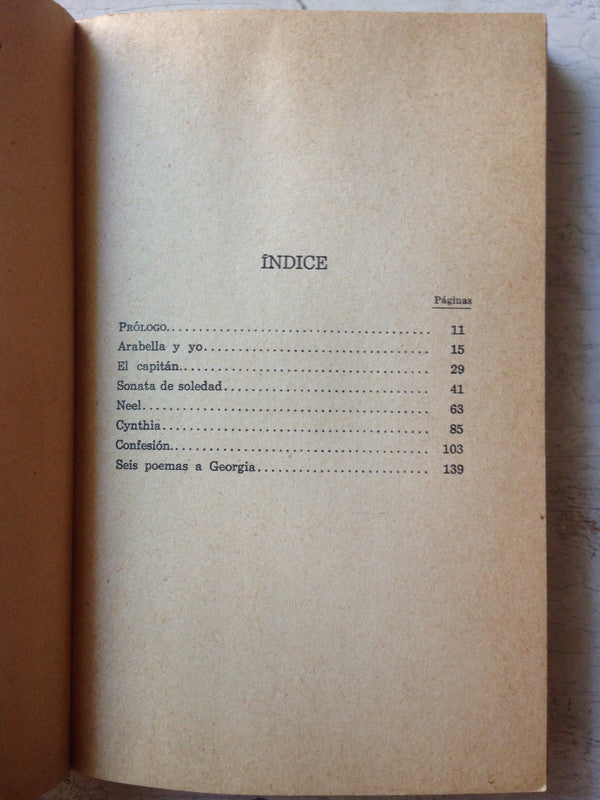 ÍNDICE
Páginas
PRÓLOGO........................................ 11
Arabella y yo................................... 15
El capitán...................................... 29
Sonata de soledad............................... 41
Neel............................................ 63
Cynthia......................................... 85
Confesión....................................... 103
Seis poemas a Georgia........................... 139